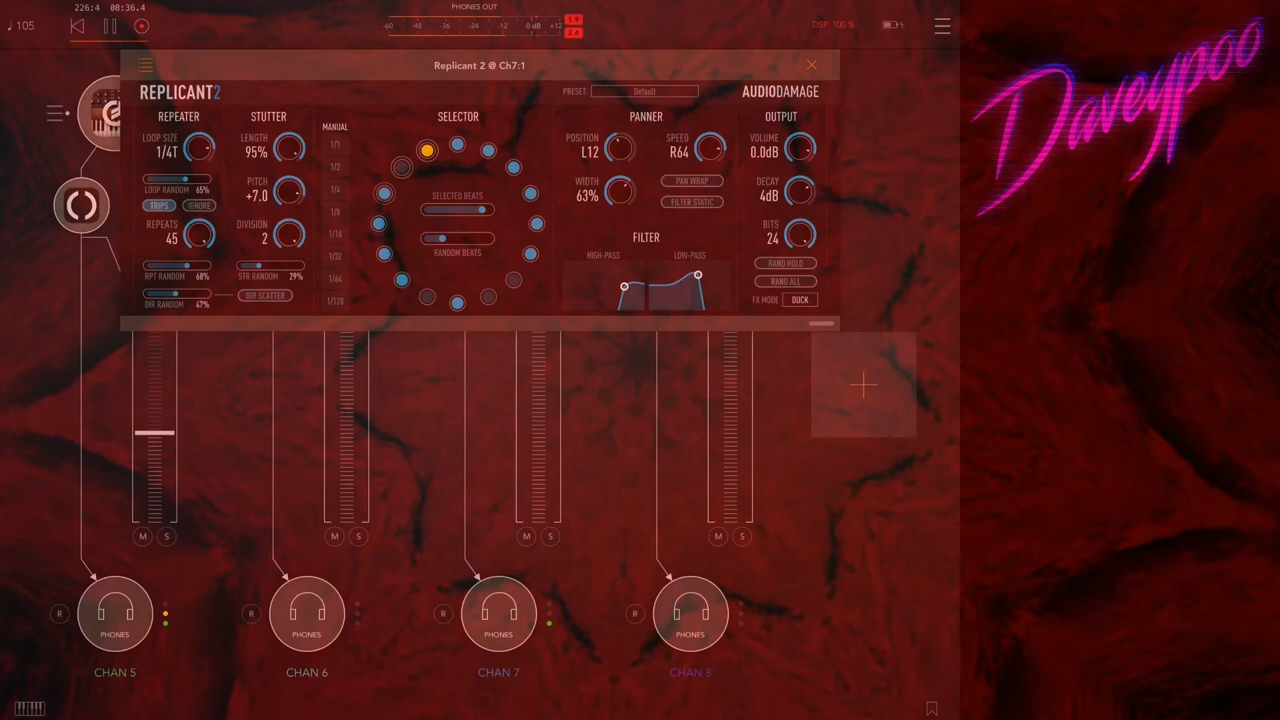 226:4 08:36.4
♩ 105
PHONES OUT
-60 -48 -36 -24 -12 0 dB +12
1.9
2.4
DSP: 100 %
Replicant 2 @ Ch7:1
REPLICANT2
PRESET: Default
AUDIODAMAGE
REPEATER
LOOP SIZE
1/4T
LOOP RANDOM 65%
TRIPS IGNORE
REPEATS
45
RPT RANDOM 68%
DIR RANDOM 47%
STUTTER
LENGTH
95%
PITCH
+7.0
DIVISION
2
STR RANDOM 29%
DIR SCATTER
MANUAL
1/1
1/2
1/4
1/8
1/16
1/32
1/64
1/128
SELECTOR
SELECTED BEATS
RANDOM BEATS
PANNER
POSITION
L12
SPEED
R64
WIDTH
63%
PAN WRAP
FILTER STATIC
FILTER
HIGH-PASS LOW-PASS
OUTPUT
VOLUME
0.0dB
DECAY
4dB
BITS
24
RAND HOLD
RAND ALL
FX MODE DUCK
Daveypoo
M S M S M S M S
R PHONES R PHONES R PHONES R PHONES
CHAN 5 CHAN 6 CHAN 7 CHAN 8